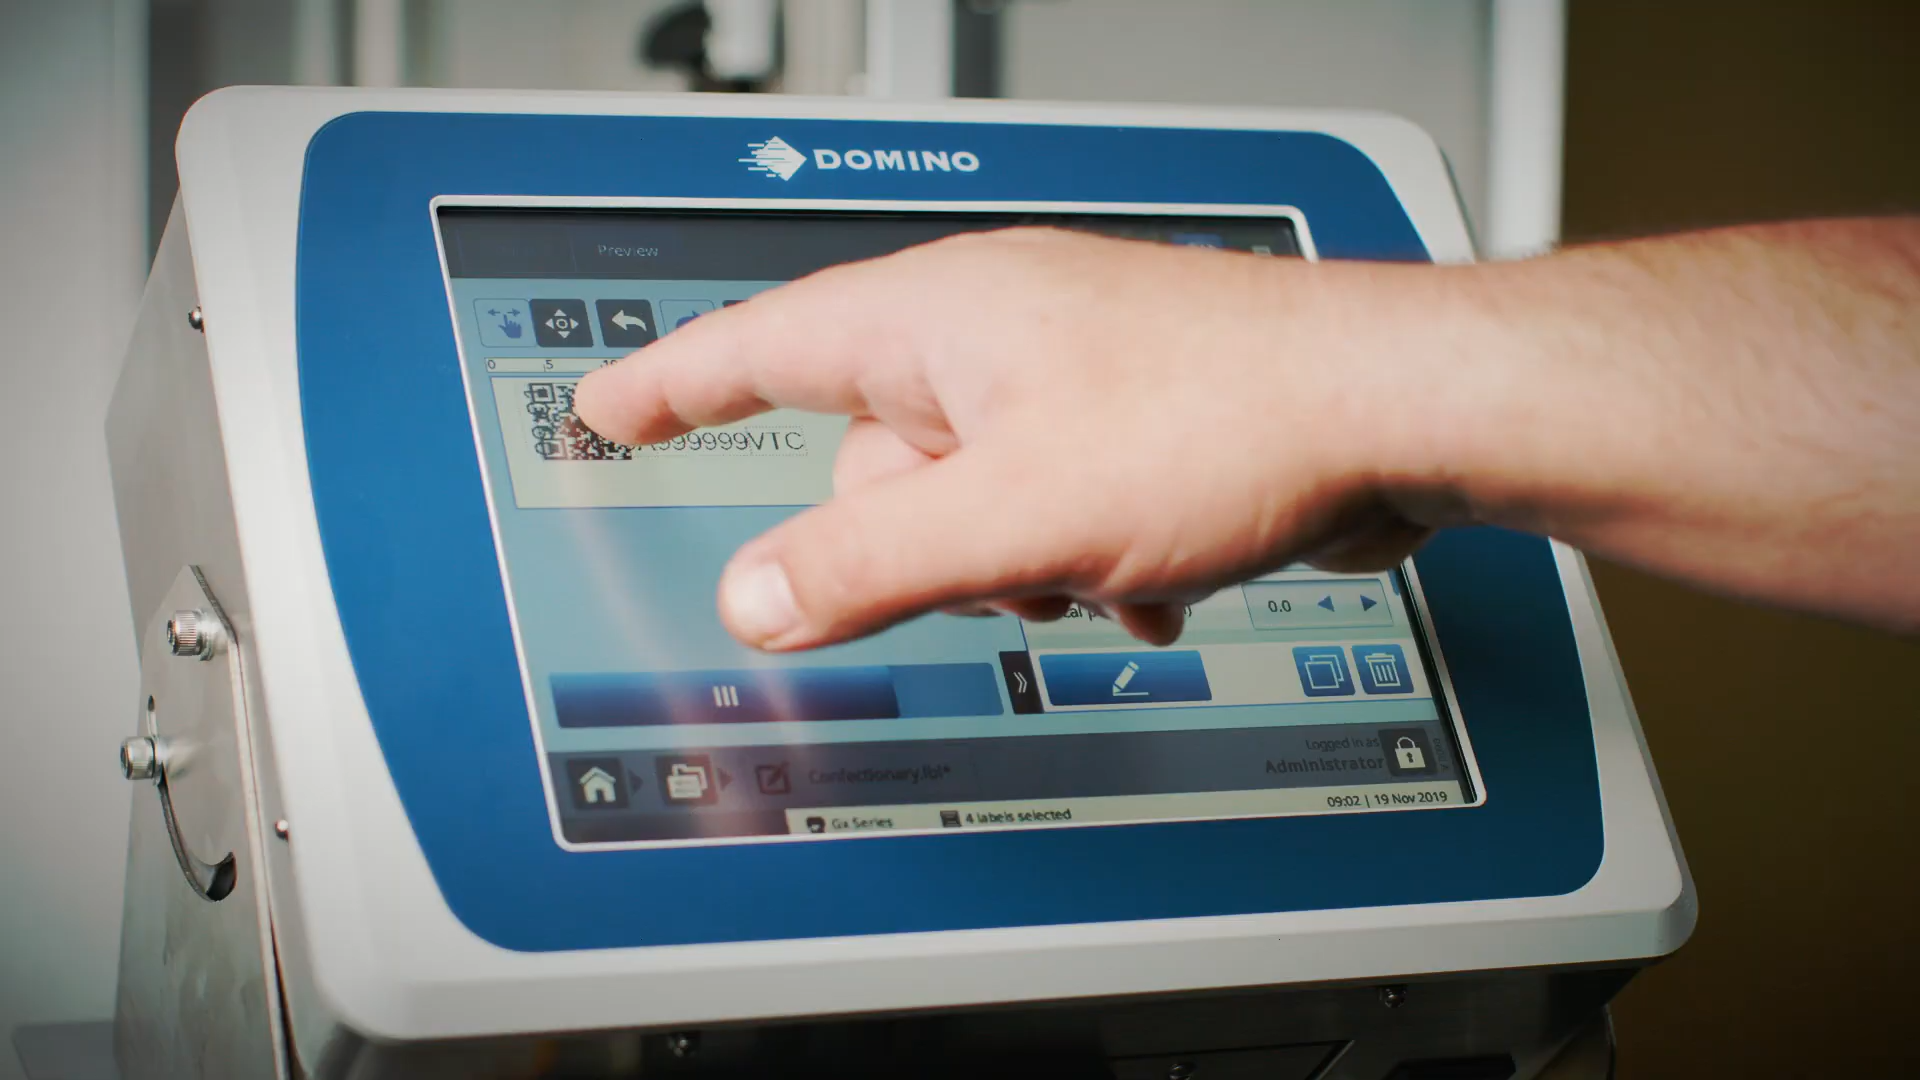 DOMINO
Preview
0 5 10
999999VTC
0.0
Confectionary.lbl*
Logged in as
Administrator
09:02 | 19 Nov 2019
Gx Series
4 labels selected